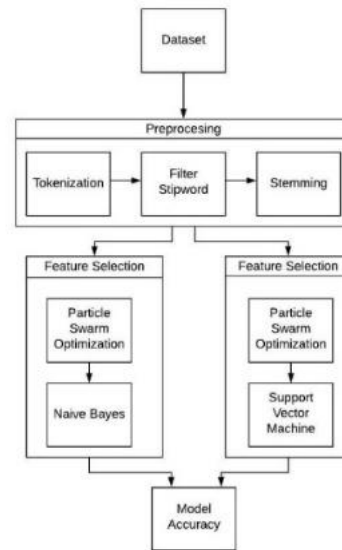 Dataset
Preprocesing
Tokenization
Filter
Stipword
Stemming
Feature Selection
Particle
Swarm
Optimization
Naive Bayes
Feature Selection
Particle
Swarm
Optimization
Support
Vector
Machine
Model
Accuracy